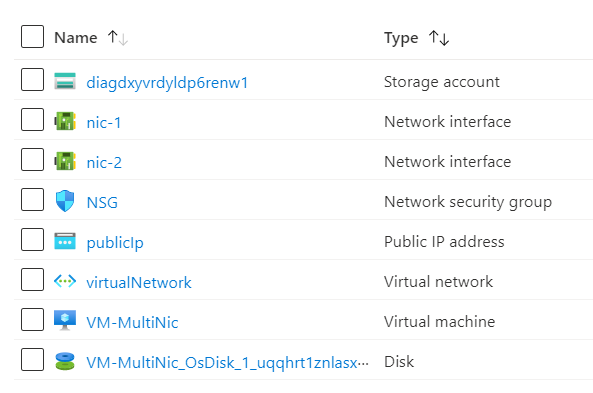 Name ↑↓ Type ↑↓
diagdxyvrdyldp6renw1 Storage account
nic-1 Network interface
nic-2 Network interface
NSG Network security group
publicIp Public IP address
virtualNetwork Virtual network
VM-MultiNic Virtual machine
VM-MultiNic_OsDisk_1_uqqhrt1znlasx··· Disk